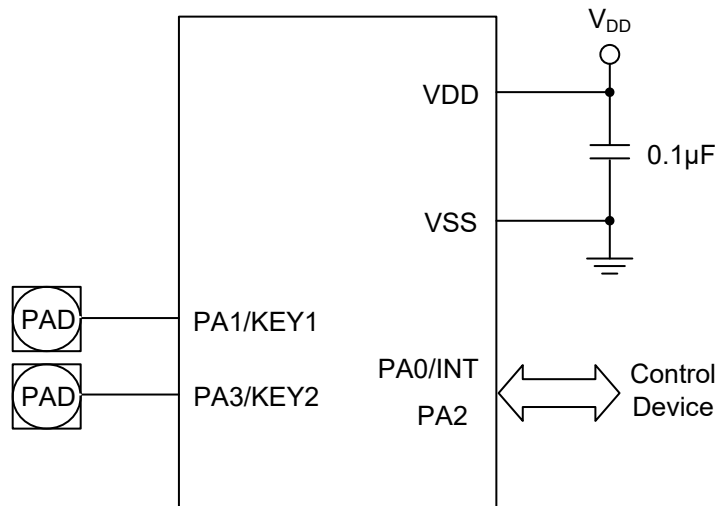 V_DD
VDD
0.1µF
VSS
PAD
PA1/KEY1
PAD
PA3/KEY2
PA0/INT
PA2
Control
Device